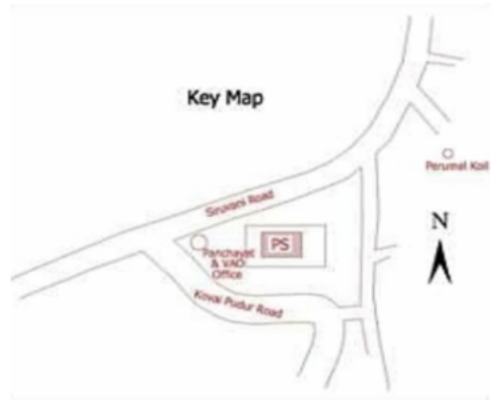 Key Map
Perumal Koil
Siruvani Road
N
PS
Panchayat
& VAO
Office
Kovai Pudur Road